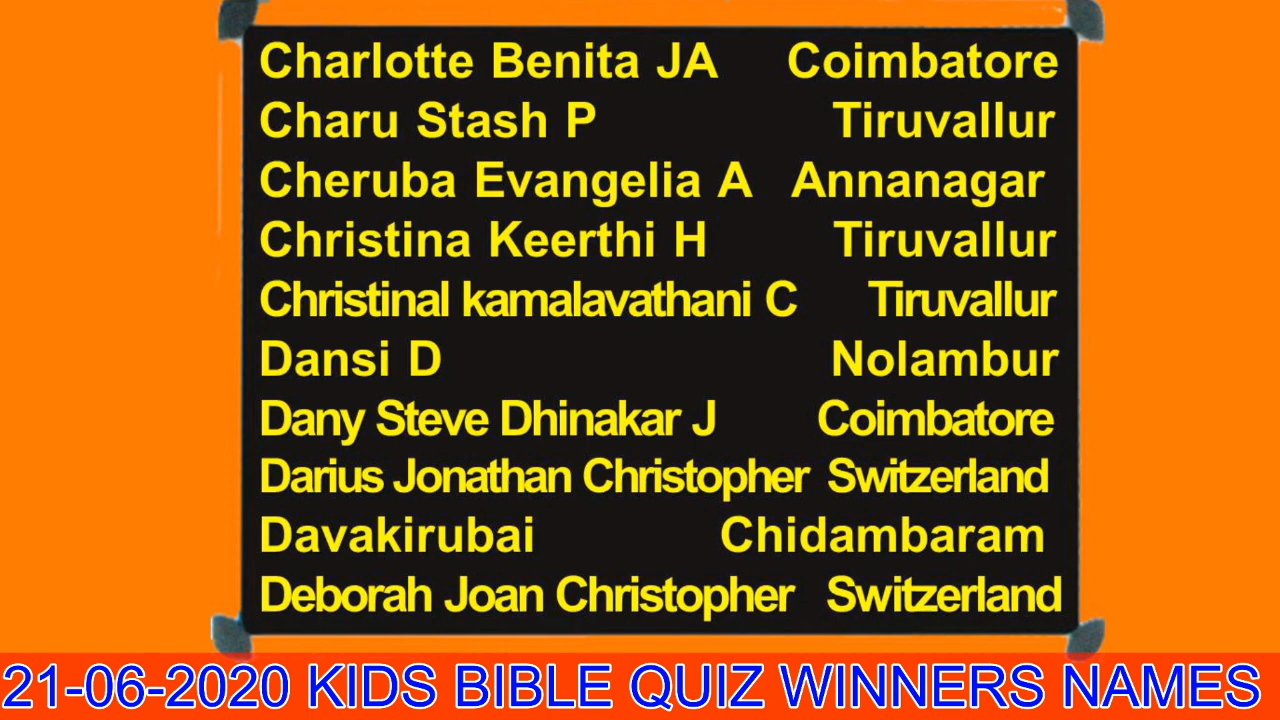 Charlotte Benita JA Coimbatore
Charu Stash P Tiruvallur
Cheruba Evangelia A Annanagar
Christina Keerthi H Tiruvallur
Christinal kamalavathani C Tiruvallur
Dansi D Nolambur
Dany Steve Dhinakar J Coimbatore
Darius Jonathan Christopher Switzerland
Davakirubai Chidambaram
Deborah Joan Christopher Switzerland
21-06-2020 KIDS BIBLE QUIZ WINNERS NAMES